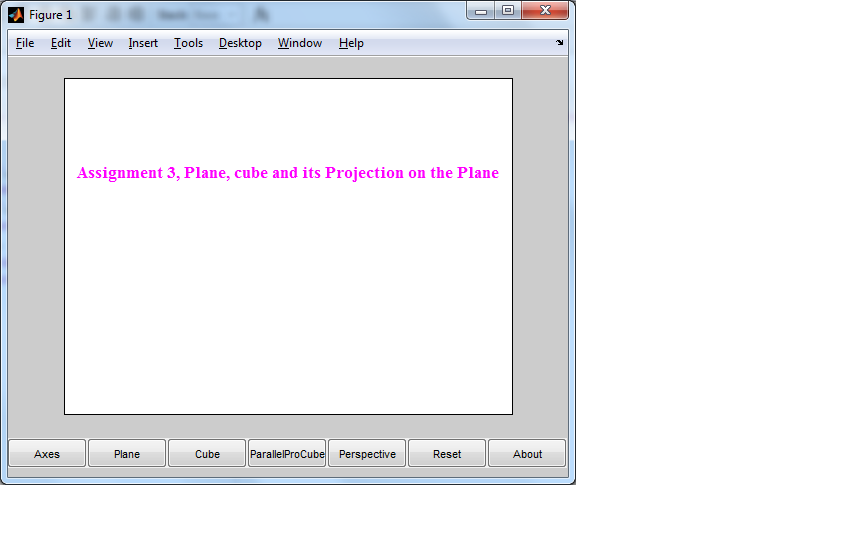 Figure 1
File Edit View Insert Tools Desktop Window Help
Assignment 3, Plane, cube and its Projection on the Plane
Axes Plane Cube ParallelProCube Perspective Reset About